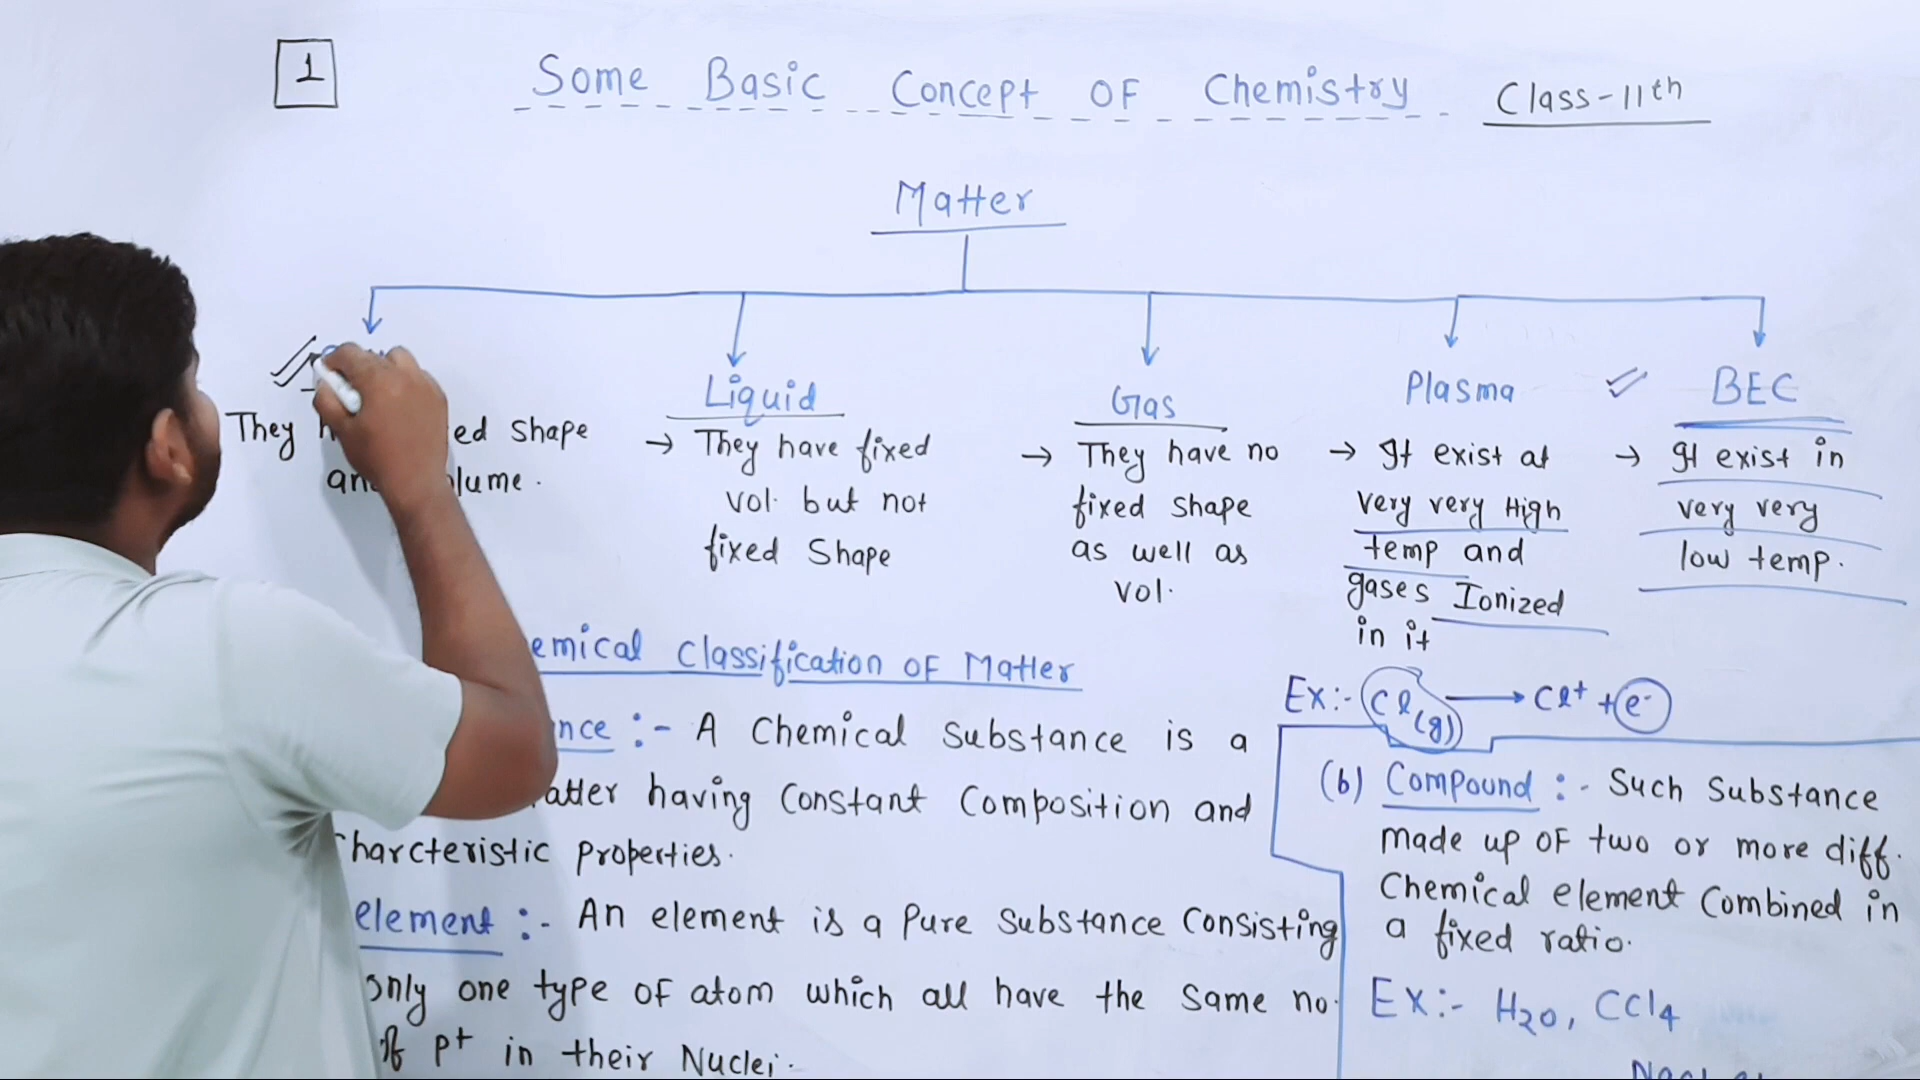 1
Some Basic Concept OF Chemistry Class-11th
Matter
Liquid
Gas
Plasma
BEC
They ed shape
lume.
→ They have fixed
vol. but not
fixed Shape
→ They have no
fixed shape
as well as
vol.
→ It exist at
very very High
temp and
gases Ionized
in it
→ It exist in
very very
low temp.
Ex:- Cl(g) → Cl+ + e-
emical Classification OF Matter
nce :- A Chemical Substance is a
atter having Constant Composition and
harcteristic Properties.
element :- An element is a Pure Substance Consisting
only one type OF atom which all have the Same no.
of p+ in their Nuclei.
(b) Compound :- Such Substance
made up OF two or more diff.
Chemical element Combined in
a fixed ratio.
Ex:- H2O, CCl4